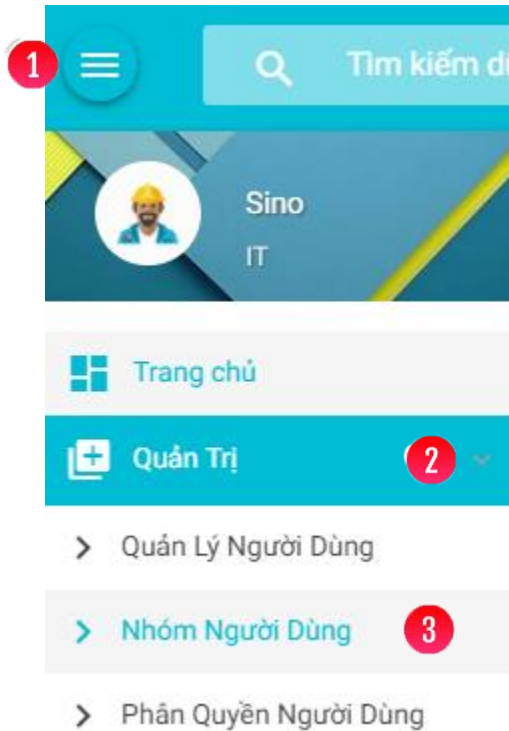 1
Tìm kiếm dữ
Sino
IT
Trang chủ
Quản Trị 2
Quản Lý Người Dùng
Nhóm Người Dùng 3
Phân Quyền Người Dùng